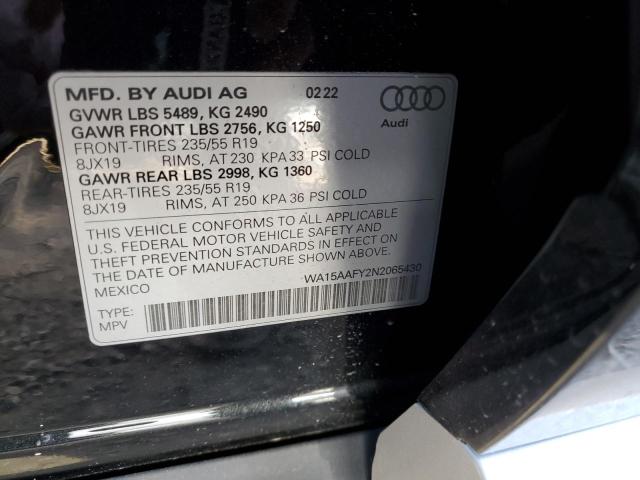 MFD. BY AUDI AG 02 22
Audi
GVWR LBS 5489, KG 2490
GAWR FRONT LBS 2756, KG 1250
FRONT-TIRES 235/55 R19
8JX19 RIMS, AT 230 KPA 33 PSI COLD
GAWR REAR LBS 2998, KG 1360
REAR-TIRES 235/55 R19
8JX19 RIMS, AT 250 KPA 36 PSI COLD
THIS VEHICLE CONFORMS TO ALL APPLICABLE
U.S. FEDERAL MOTOR VEHICLE SAFETY AND
THEFT PREVENTION STANDARDS IN EFFECT ON
THE DATE OF MANUFACTURE SHOWN ABOVE.
MEXICO WA15AAFY2N2065430
TYPE:
MPV